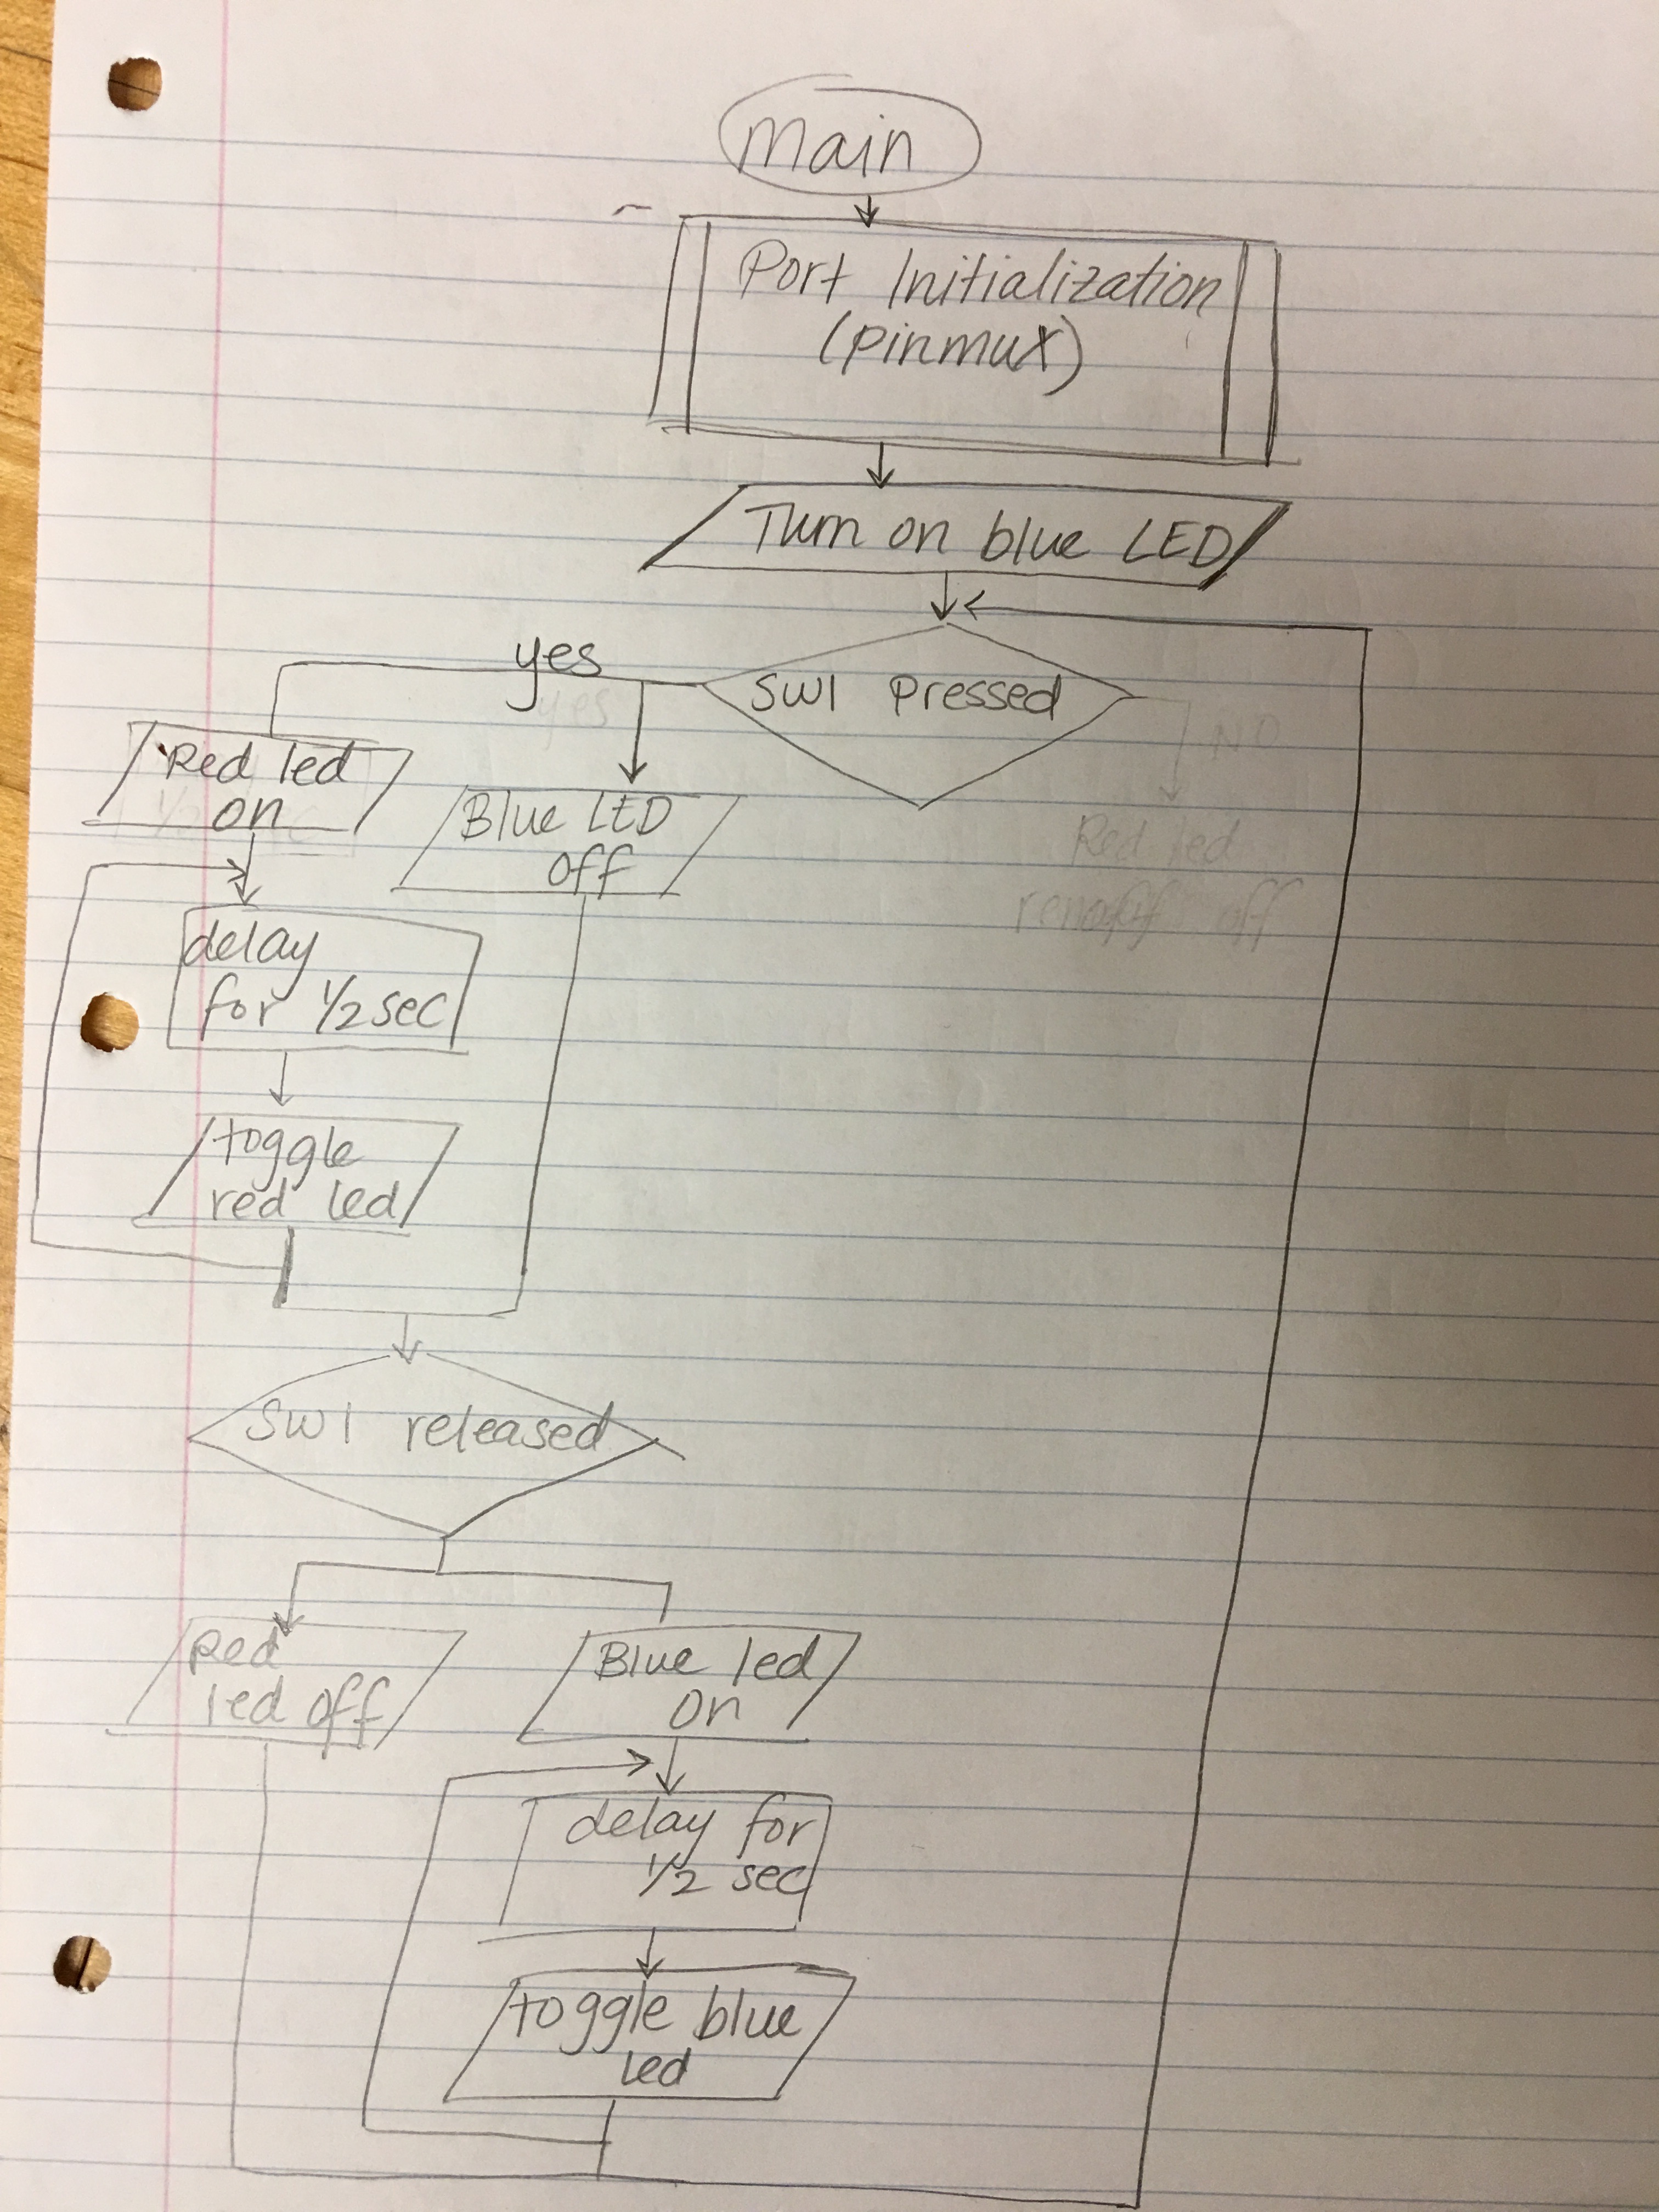 Main
Port Initialization
(pinmux)
Turn on blue LED
yes
SW1 Pressed
yes
NO
Red led
on
Blue LED
off
Red led
off
delay
for 1/2 sec
toggle
red led
SW1 released
Red
led off
Blue led
on
delay for
1/2 sec
toggle blue
led